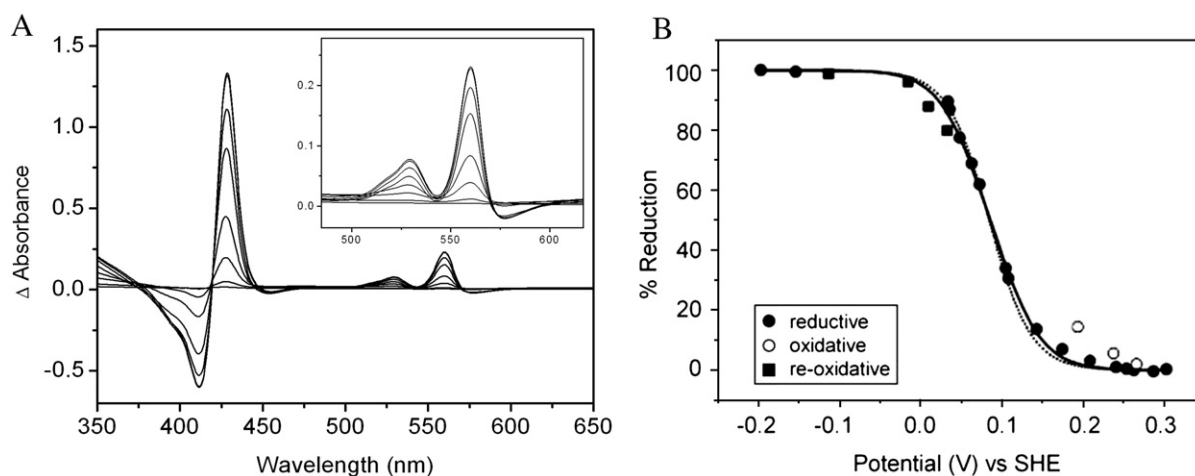 A
Δ Absorbance
1.5
1.0
0.5
0.0
-0.5
350 400 450 500 550 600 650
Wavelength (nm)
0.2
0.1
0.0
500 550 600
B
% Reduction
100
80
60
40
20
0
reductive
oxidative
re-oxidative
-0.2 -0.1 0.0 0.1 0.2 0.3
Potential (V) vs SHE